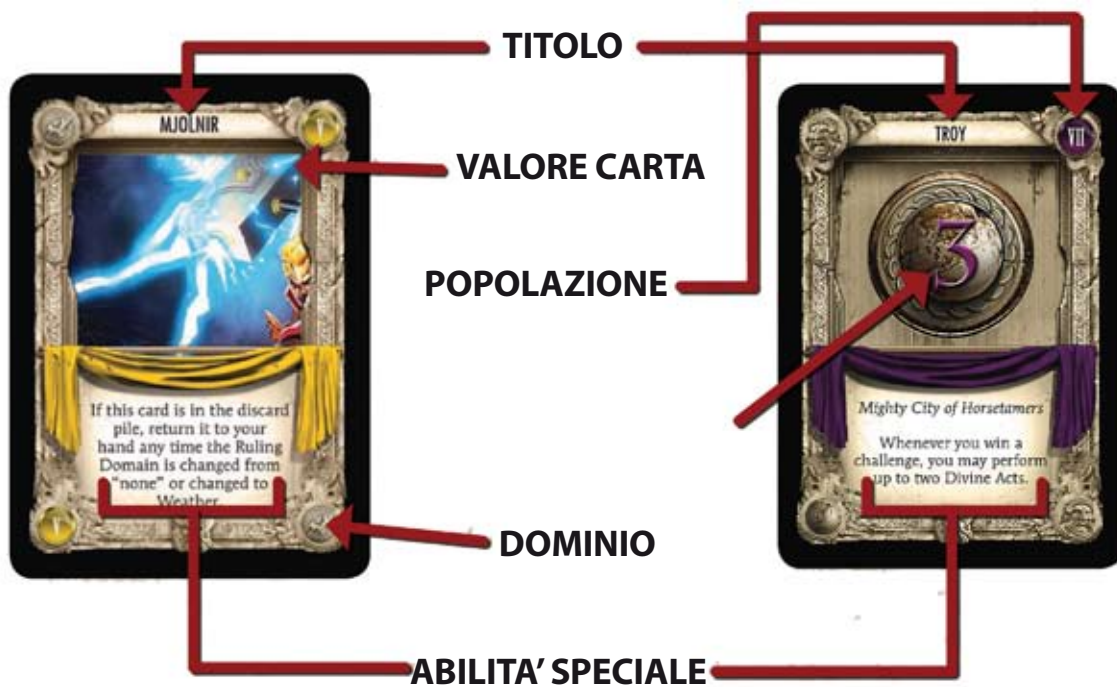 TITOLO
MJOLNIR
V
TROY
VII
VALORE CARTA
3
POPOLAZIONE
If this card is in the discard
pile, return it to your
hand any time the Ruling
Domain is changed from
"none" or changed to
Weather.
V
Mighty City of Horsetamers
Whenever you win a
challenge, you may perform
up to two Divine Acts.
DOMINIO
ABILITA' SPECIALE